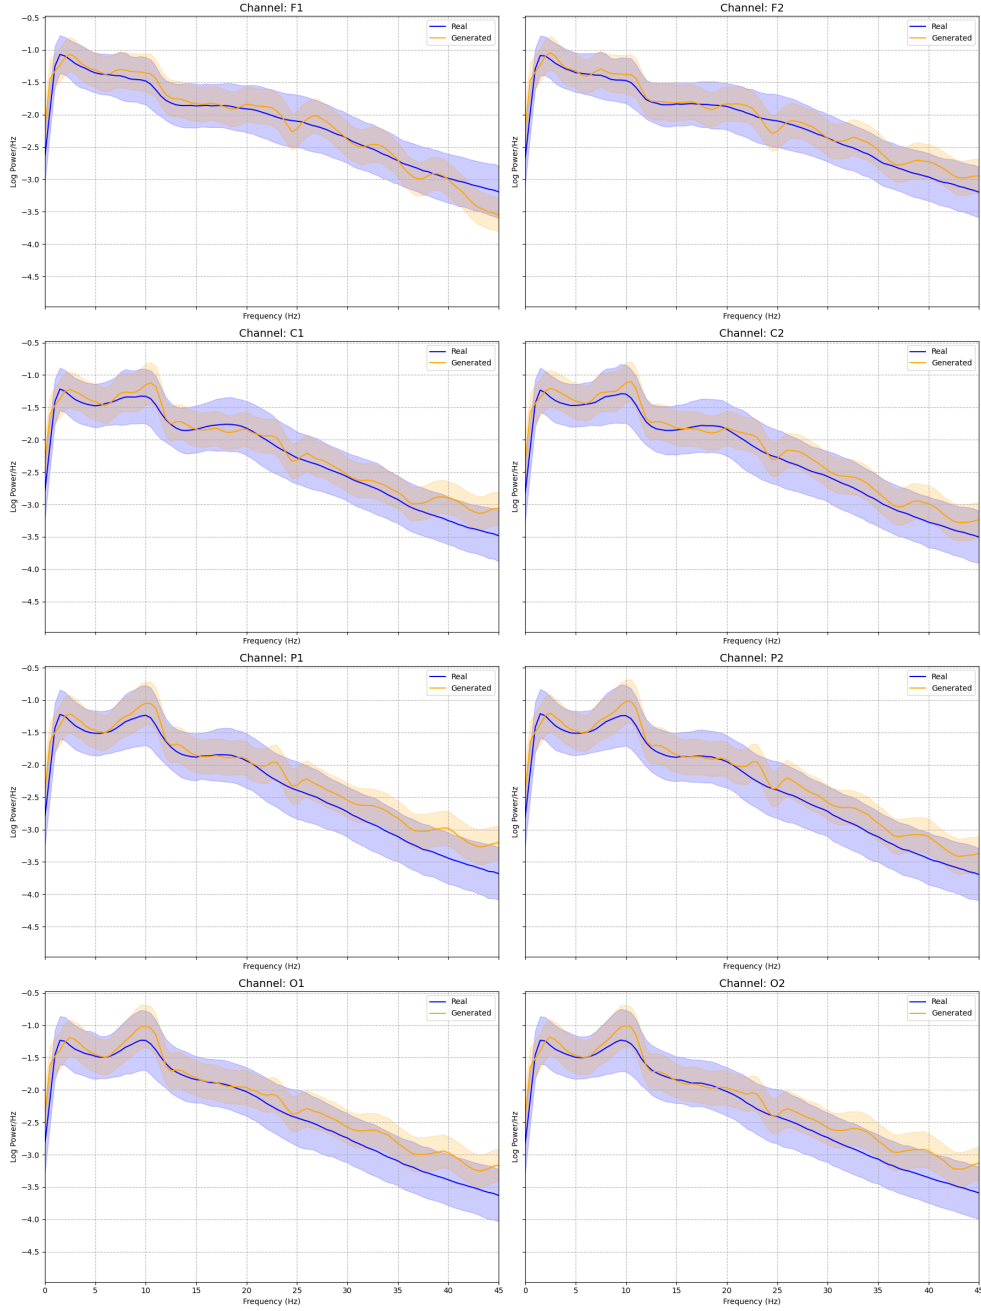 Channel: F1
Channel: F2
−0.5
−1.0
−1.5
−2.0
−2.5
−3.0
−3.5
−4.0
−4.5
Log Power/Hz
Log Power/Hz
Real
Generated
Real
Generated
Frequency (Hz)
Frequency (Hz)
Channel: C1
Channel: C2
−0.5
−1.0
−1.5
−2.0
−2.5
−3.0
−3.5
−4.0
−4.5
Log Power/Hz
Log Power/Hz
Real
Generated
Real
Generated
Frequency (Hz)
Frequency (Hz)
Channel: P1
Channel: P2
−0.5
−1.0
−1.5
−2.0
−2.5
−3.0
−3.5
−4.0
−4.5
Log Power/Hz
Log Power/Hz
Real
Generated
Real
Generated
Frequency (Hz)
Frequency (Hz)
Channel: O1
Channel: O2
−0.5
−1.0
−1.5
−2.0
−2.5
−3.0
−3.5
−4.0
−4.5
Log Power/Hz
Log Power/Hz
Real
Generated
Real
Generated
0 5 10 15 20 25 30 35 40 45
0 5 10 15 20 25 30 35 40 45
Frequency (Hz)
Frequency (Hz)